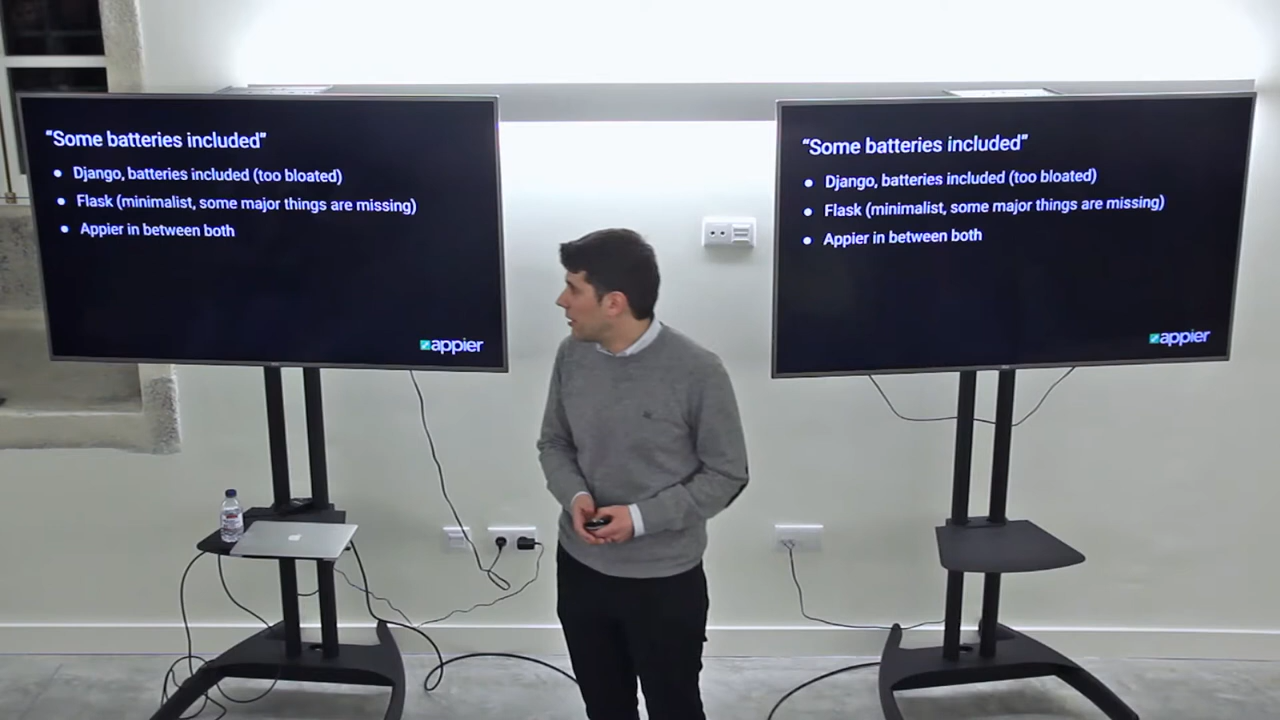 “Some batteries included”
● Django, batteries included (too bloated)
● Flask (minimalist, some major things are missing)
● Appier in between both
appier
“Some batteries included”
● Django, batteries included (too bloated)
● Flask (minimalist, some major things are missing)
● Appier in between both
appier